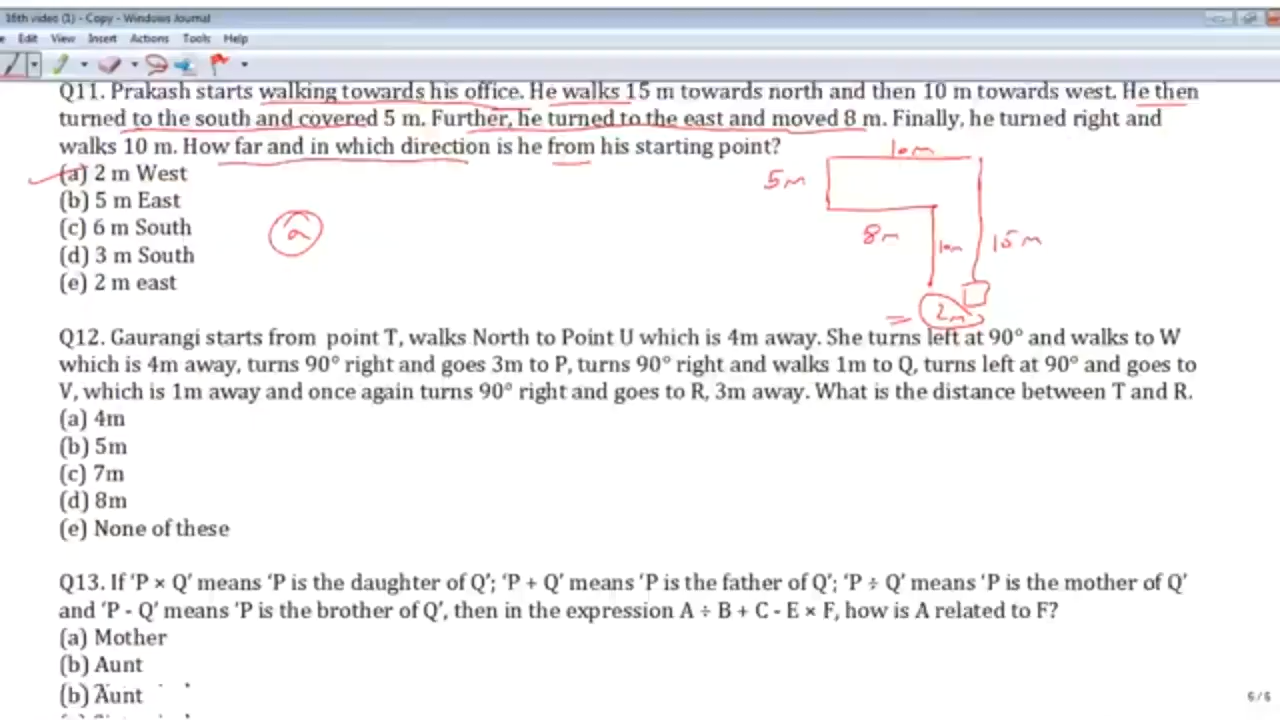 16th video (1) - Copy - Windows Journal
Edit View Insert Actions Tools Help
Q11. Prakash starts walking towards his office. He walks 15 m towards north and then 10 m towards west. He then
turned to the south and covered 5 m. Further, he turned to the east and moved 8 m. Finally, he turned right and
walks 10 m. How far and in which direction is he from his starting point?
(a) 2 m West
(b) 5 m East
(c) 6 m South
(d) 3 m South
(e) 2 m east
a
10m
5m
8m
10m
15m
= 2m
Q12. Gaurangi starts from point T, walks North to Point U which is 4m away. She turns left at 90° and walks to W
which is 4m away, turns 90° right and goes 3m to P, turns 90° right and walks 1m to Q, turns left at 90° and goes to
V, which is 1m away and once again turns 90° right and goes to R, 3m away. What is the distance between T and R.
(a) 4m
(b) 5m
(c) 7m
(d) 8m
(e) None of these
Q13. If ‘P × Q’ means ‘P is the daughter of Q’; ‘P + Q’ means ‘P is the father of Q’; ‘P ÷ Q’ means ‘P is the mother of Q’
and ‘P - Q’ means ‘P is the brother of Q’, then in the expression A ÷ B + C - E × F, how is A related to F?
(a) Mother
(b) Aunt
(b) Aunt
6/6